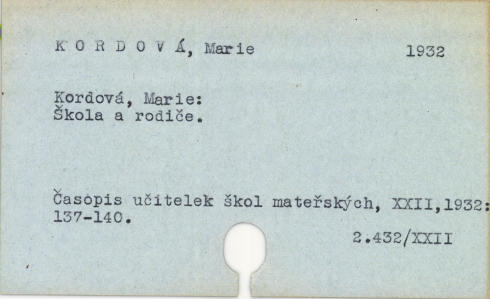 K O R D O V Á, Marie 1932
Kordová, Marie:
Škola a rodiče.
Časopis učitelek škol mateřských, XXII,1932:
137-140.
2.432/XXII